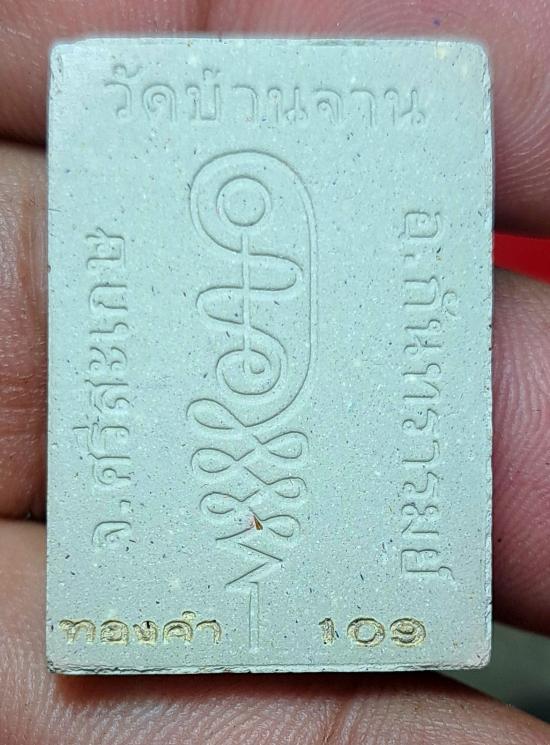 วัดบ้านจาน
อ.กันทรารมย์
จ.ศรีสะเกษ
ทองคำ 109